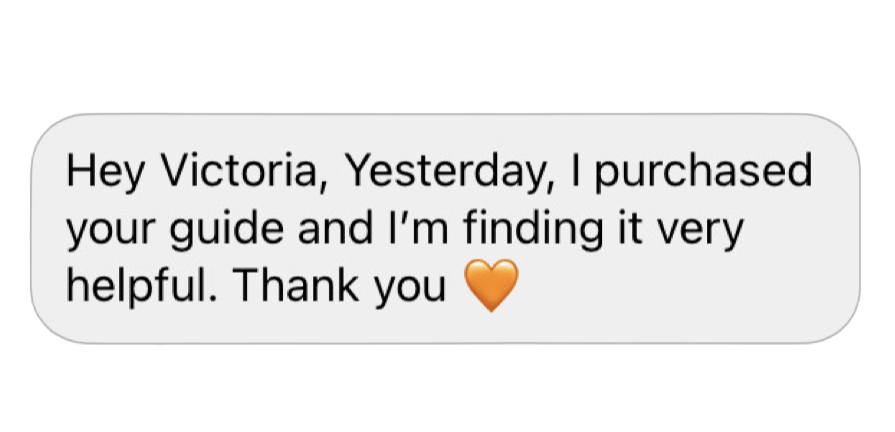 Hey Victoria, Yesterday, I purchased
your guide and I’m finding it very
helpful. Thank you 🧡